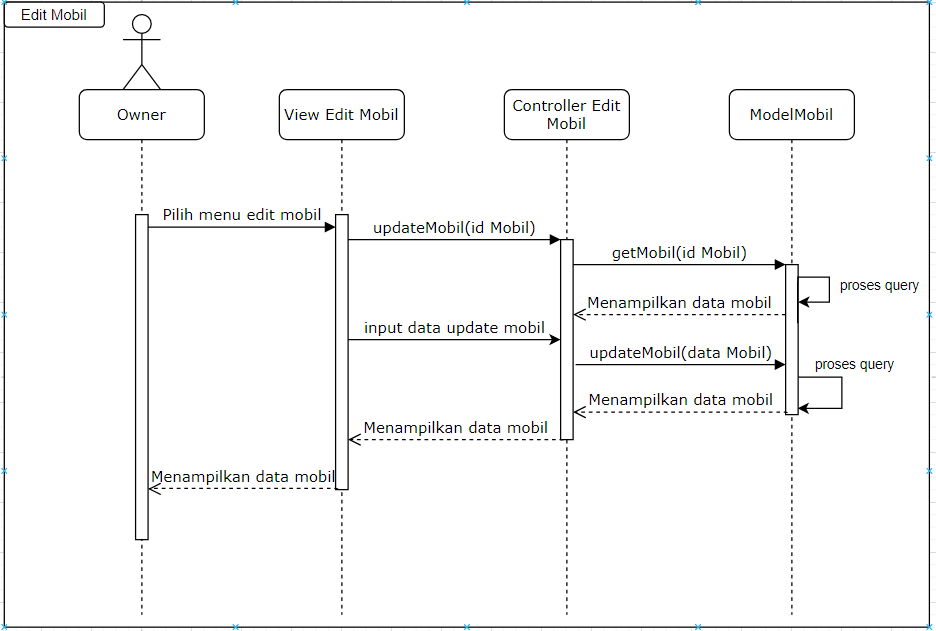 Edit Mobil
Owner
View Edit Mobil
Controller Edit
Mobil
ModelMobil
Pilih menu edit mobil
updateMobil(id Mobil)
getMobil(id Mobil)
proses query
Menampilkan data mobil
input data update mobil
updateMobil(data Mobil)
proses query
Menampilkan data mobil
Menampilkan data mobil
Menampilkan data mobil